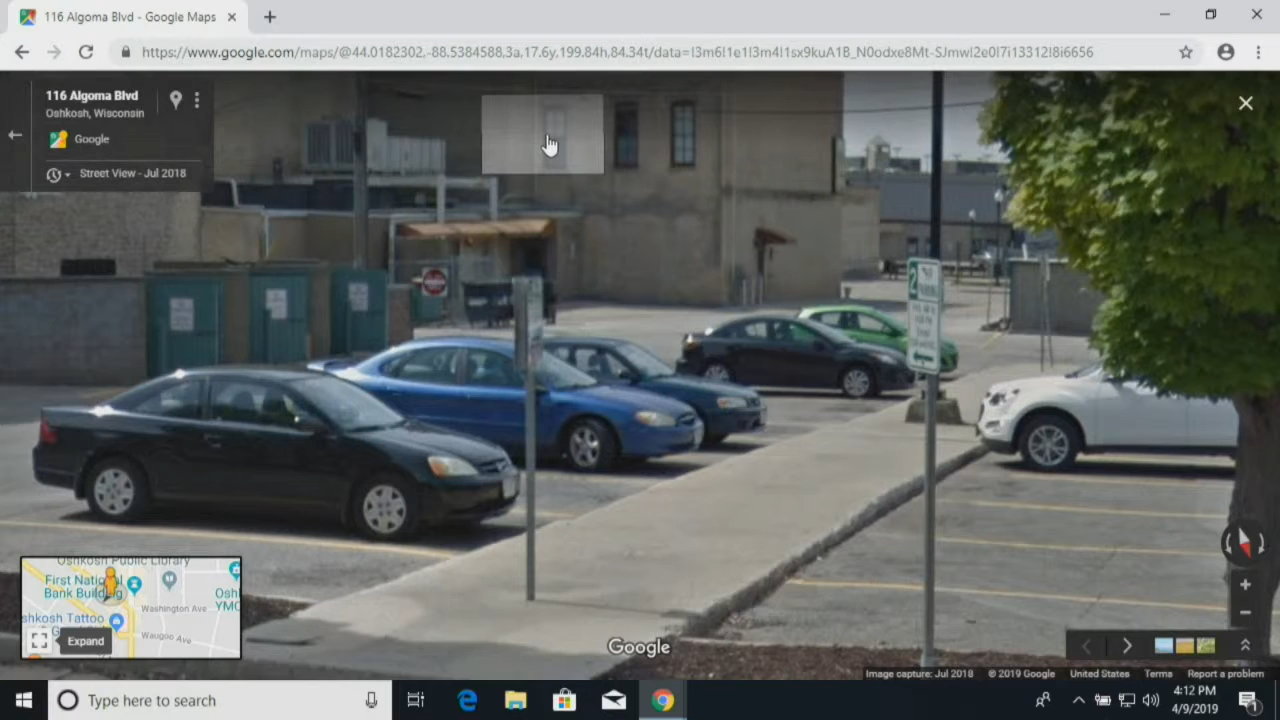 116 Algoma Blvd - Google Maps
https://www.google.com/maps/@44.0182302,-88.5384588,3a,17.6y,199.84h,84.34t/data=!3m6!1e1!3m4!1sx9kuA1B_N0odxe8Mt-SJmw!2e0!7i13312!8i6656
116 Algoma Blvd
Oshkosh, Wisconsin
Google
Street View - Jul 2018
2
Oshkosh Public Library
First National
Bank Building
Osh
YMC
Washington Ave
shkosh Tattoo
Waugoo Ave
Expand
Google
Image capture: Jul 2018 © 2019 Google United States Terms Report a problem
Type here to search
4:12 PM
4/9/2019
1